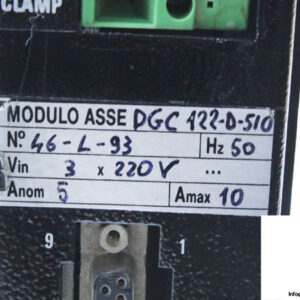 CLAMP
MODULO ASSE DGC 122-D-510
Nº. 46-L-93 Hz 50
Vin 3 x 220V ...
Anom 5 Amax 10
9 1